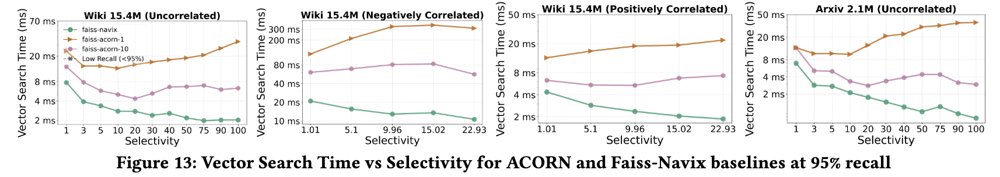 Wiki 15.4M (Uncorrelated)
Vector Search Time (ms)
70 ms
20 ms
8 ms
4 ms
2 ms
faiss-navix
faiss-acorn-1
faiss-acorn-10
Low Recall (<95%)
1 3 5 10 20 30 40 50 75 90 100
Selectivity
Wiki 15.4M (Negatively Correlated)
Vector Search Time (ms)
300 ms
200 ms
80 ms
40 ms
20 ms
10 ms
1.01 5.1 9.96 15.02 22.93
Selectivity
Wiki 15.4M (Positively Correlated)
Vector Search Time (ms)
50 ms
20 ms
8 ms
4 ms
2 ms
1.01 5.1 9.96 15.02 22.93
Selectivity
Arxiv 2.1M (Uncorrelated)
Vector Search Time (ms)
50 ms
20 ms
8 ms
4 ms
2 ms
1 3 5 10 20 30 40 50 75 90 100
Selectivity
Figure 13: Vector Search Time vs Selectivity for ACORN and Faiss-Navix baselines at 95% recall